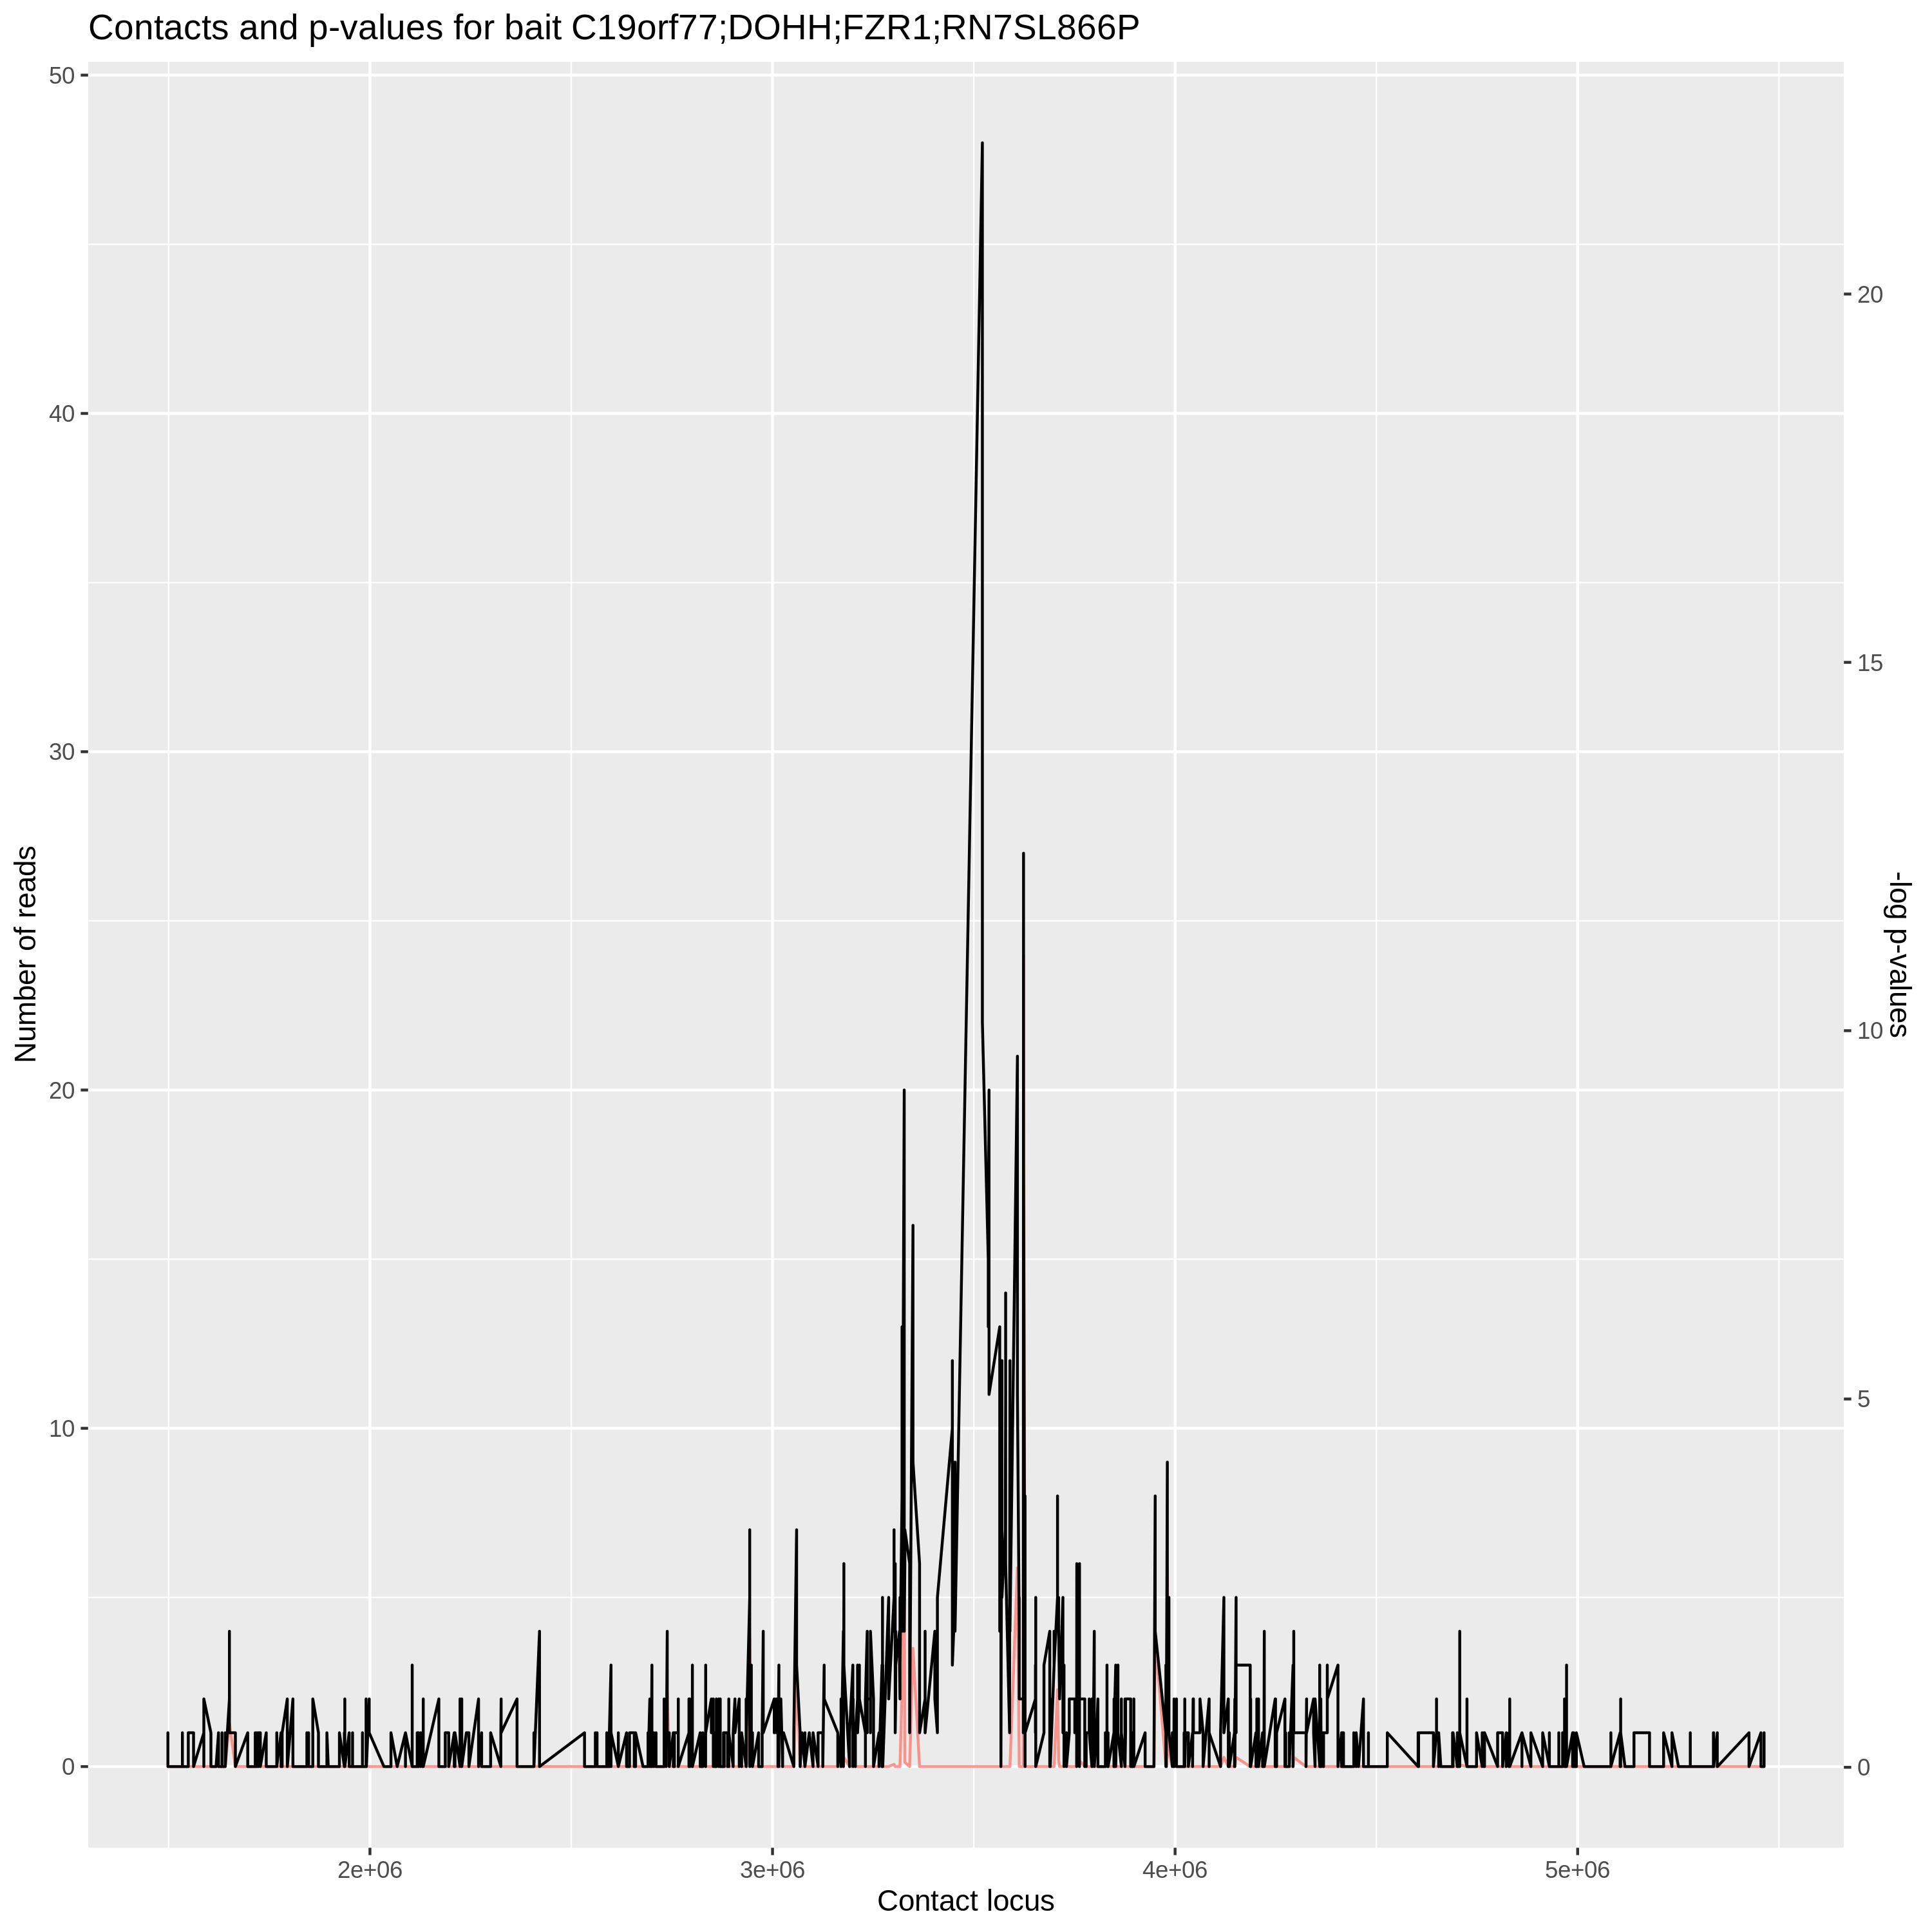 Contacts and p-values for bait C19orf77;DOHH;FZR1;RN7SL866P
50
40
30
20
10
0
Number of reads
20
15
10
5
0
-log p-values
2e+06
3e+06
4e+06
5e+06
Contact locus